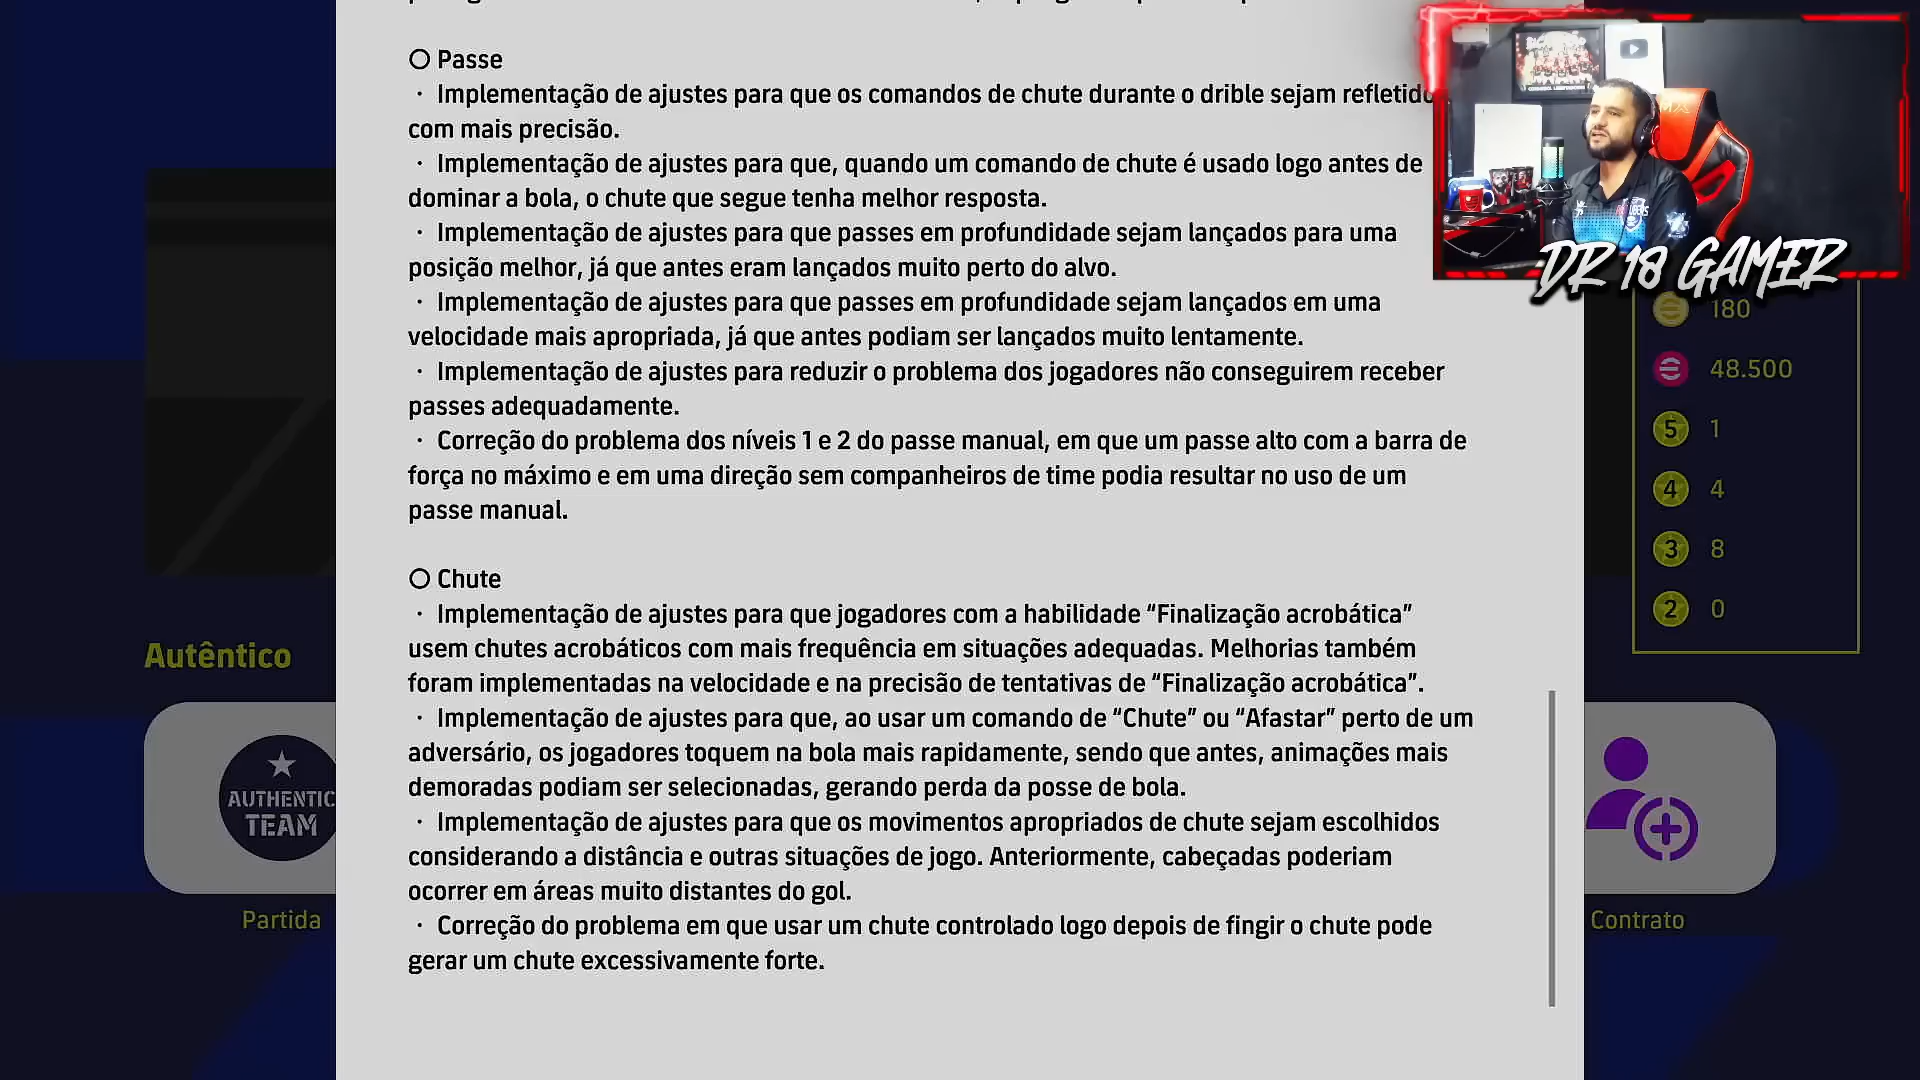 ○ Passe
・ Implementação de ajustes para que os comandos de chute durante o drible sejam
com mais precisão.
・ Implementação de ajustes para que, quando um comando de chute é usado logo antes de
dominar a bola, o chute que segue tenha melhor resposta.
・ Implementação de ajustes para que passes em profundidade sejam lançados para uma
posição melhor, já que antes eram lançados muito perto do alvo.
・ Implementação de ajustes para que passes em profundidade sejam lançados em uma
velocidade mais apropriada, já que antes podiam ser lançados muito lentamente.
・ Implementação de ajustes para reduzir o problema dos jogadores não conseguirem receber
passes adequadamente.
・ Correção do problema dos níveis 1 e 2 do passe manual, em que um passe alto com a barra de
força no máximo e em uma direção sem companheiros de time podia resultar no uso de um
passe manual.
○ Chute
・ Implementação de ajustes para que jogadores com a habilidade “Finalização acrobática”
usem chutes acrobáticos com mais frequência em situações adequadas. Melhorias também
foram implementadas na velocidade e na precisão de tentativas de “Finalização acrobática”.
・ Implementação de ajustes para que, ao usar um comando de “Chute” ou “Afastar” perto de um
adversário, os jogadores toquem na bola mais rapidamente, sendo que antes, animações mais
demoradas podiam ser selecionadas, gerando perda da posse de bola.
・ Implementação de ajustes para que os movimentos apropriados de chute sejam escolhidos
considerando a distância e outras situações de jogo. Anteriormente, cabeçadas poderiam
ocorrer em áreas muito distantes do gol.
・ Correção do problema em que usar um chute controlado logo depois de fingir o chute pode
gerar um chute excessivamente forte.
DR 18 GAMER
180
48.500
5 1
4 4
3 8
2 0
Autêntico
AUTHENTIC
TEAM
Partida
Contrato